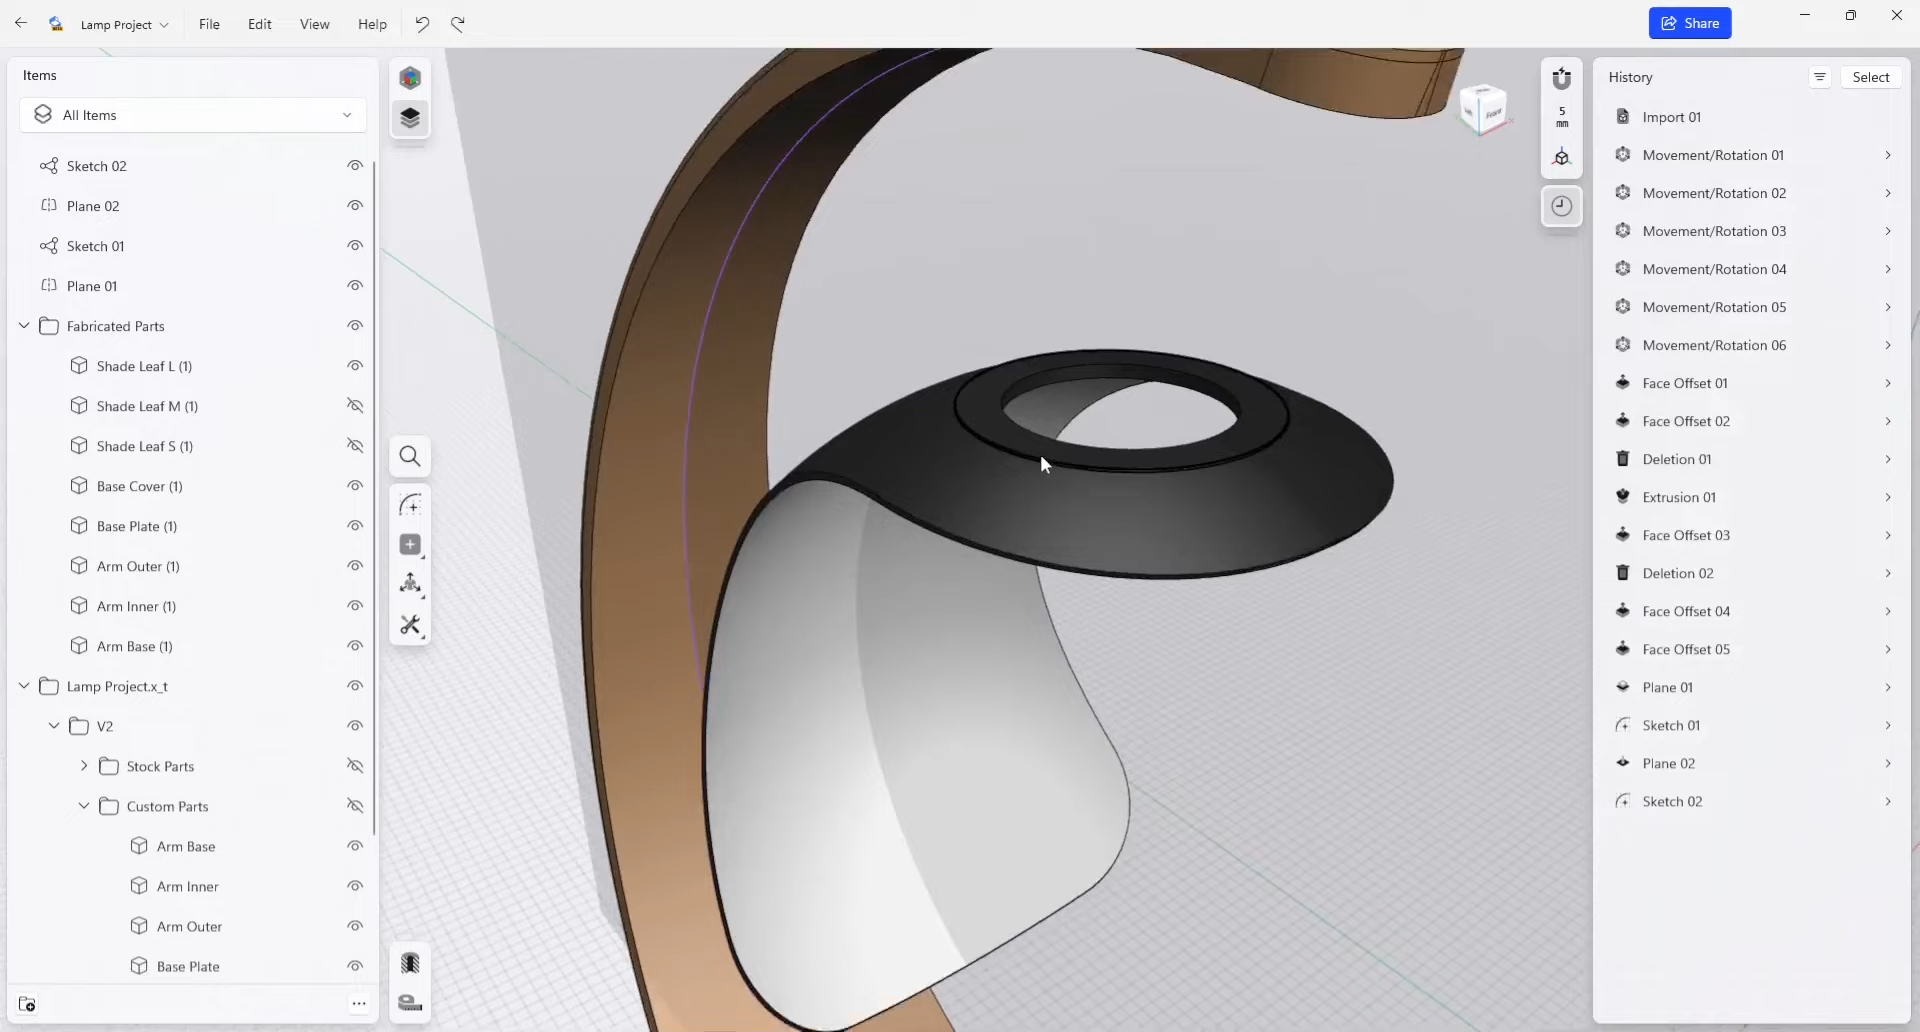 Lamp Project
File
Edit
View
Help
Share
Items
All Items
Sketch 02
Plane 02
Sketch 01
Plane 01
Fabricated Parts
Shade Leaf L (1)
Shade Leaf M (1)
Shade Leaf S (1)
Base Cover (1)
Base Plate (1)
Arm Outer (1)
Arm Inner (1)
Arm Base (1)
Lamp Project.x_t
V2
Stock Parts
Custom Parts
Arm Base
Arm Inner
Arm Outer
Base Plate
Front
5
mm
History
Select
Import 01
Movement/Rotation 01
Movement/Rotation 02
Movement/Rotation 03
Movement/Rotation 04
Movement/Rotation 05
Movement/Rotation 06
Face Offset 01
Face Offset 02
Deletion 01
Extrusion 01
Face Offset 03
Deletion 02
Face Offset 04
Face Offset 05
Plane 01
Sketch 01
Plane 02
Sketch 02